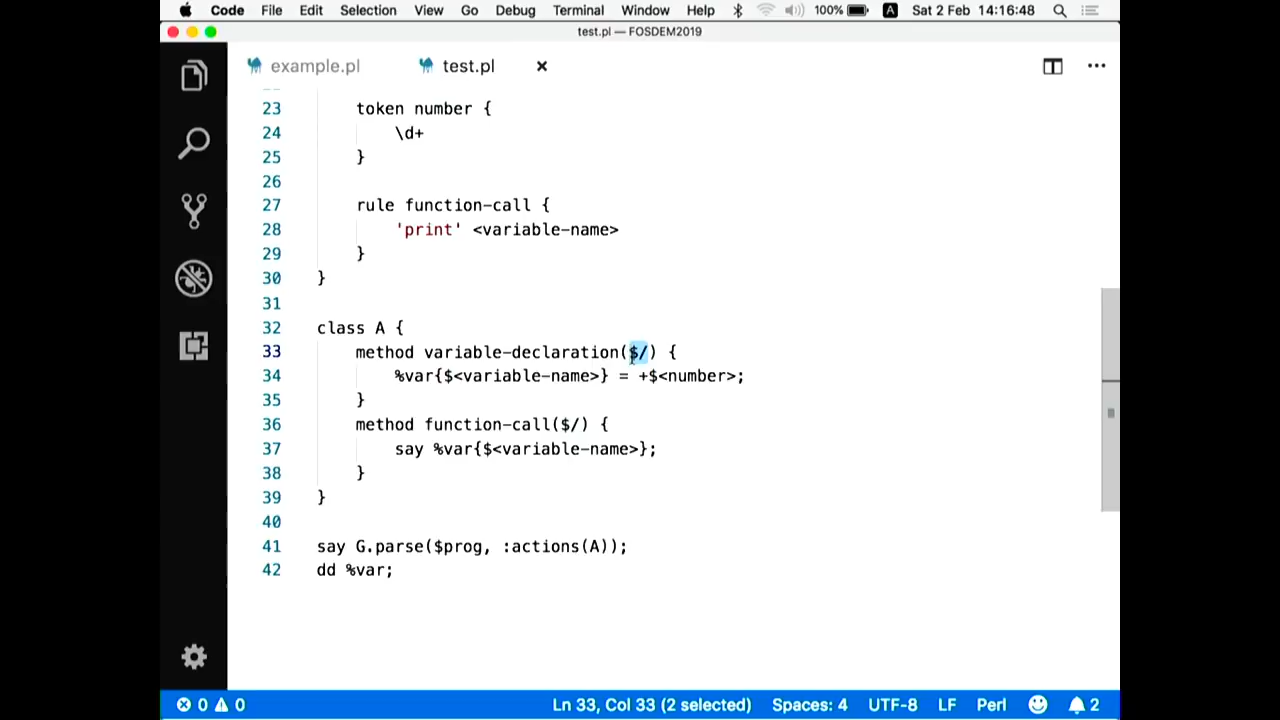 Code File Edit Selection View Go Debug Terminal Window Help 100% A Sat 2 Feb 14:16:48
test.pl — FOSDEM2019
example.pl test.pl
23 token number {
24 \d+
25 }
26
27 rule function-call {
28 'print' <variable-name>
29 }
30 }
31
32 class A {
33 method variable-declaration($/) {
34 %var{$<variable-name>} = +$<number>;
35 }
36 method function-call($/) {
37 say %var{$<variable-name>};
38 }
39 }
40
41 say G.parse($prog, :actions(A));
42 dd %var;
0 0 Ln 33, Col 33 (2 selected) Spaces: 4 UTF-8 LF Perl 2